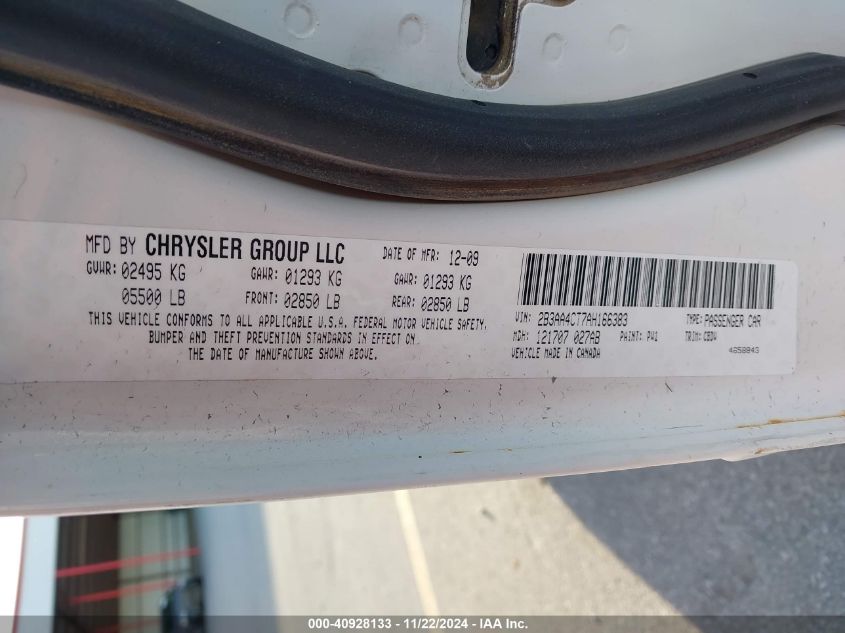 MFD BY CHRYSLER GROUP LLC DATE OF MFR: 12-09
GVWR: 02495 KG GAWR: 01293 KG GAWR: 01293 KG
05500 LB FRONT: 02850 LB REAR: 02850 LB
THIS VEHICLE CONFORMS TO ALL APPLICABLE U.S.A. FEDERAL MOTOR VEHICLE SAFETY,
BUMPER AND THEFT PREVENTION STANDARDS IN EFFECT ON
THE DATE OF MANUFACTURE SHOWN ABOVE.
VIN: 2B3AA4CT7AH166383 TYPE: PASSENGER CAR
MDH: 121707 027AB PAINT: PW1 TRIM: CBDV
VEHICLE MADE IN CANADA 4658843
000-40928133 - 11/22/2024 - IAA Inc.